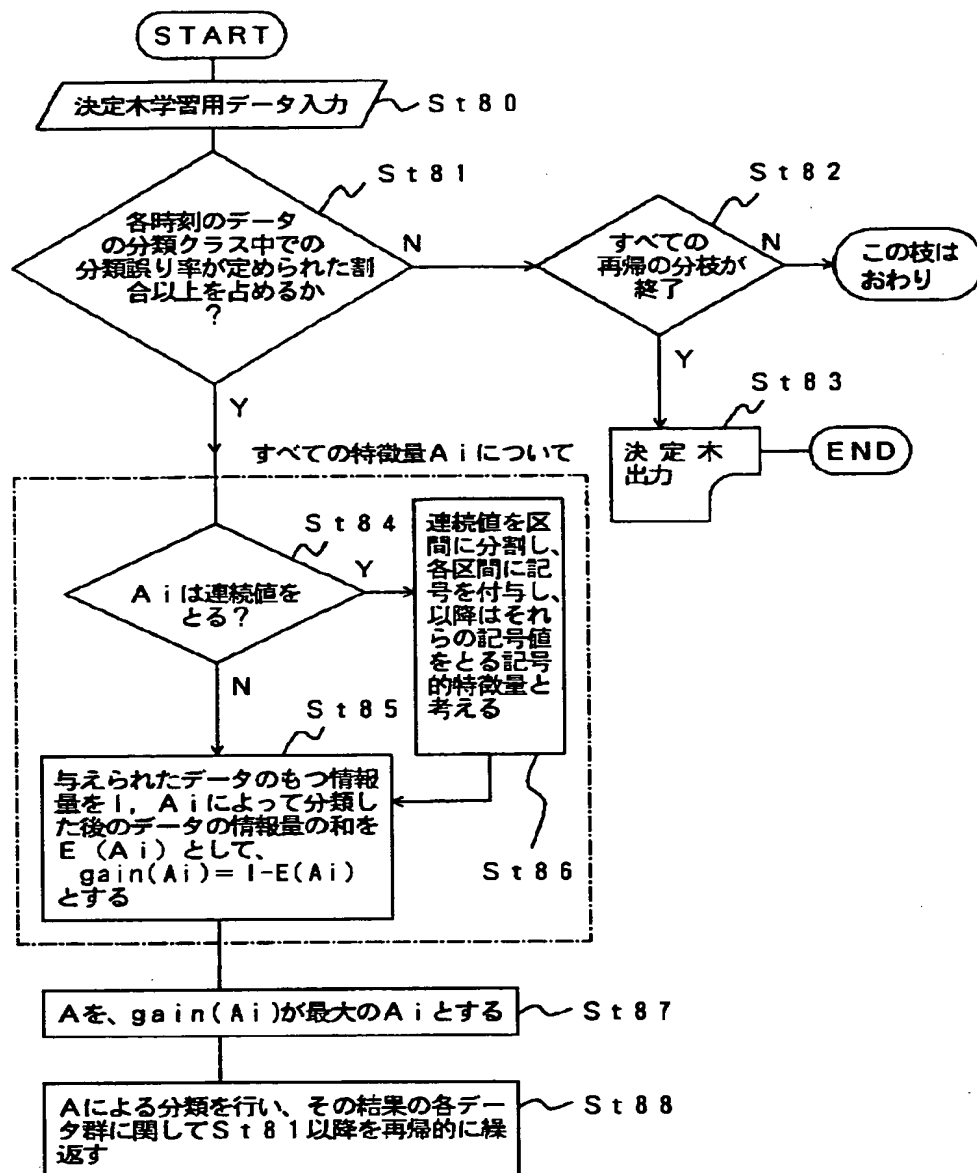 START
決定木学習用データ入力
St80
St81
各時刻のデータ
の分類クラス中での
分類誤り率が定められた割
合以上を占めるか
?
N
Y
St82
すべての
再帰の分枝が
終了
N
この枝は
おわり
Y
St83
決定木
出力
END
すべての特徴量Aiについて
St84
Aiは連続値を
とる?
Y
N
連続値を区
間に分割し、
各区間に記
号を付与し、
以降はそれ
らの記号値
をとる記号
的特徴量と
考える
St85
与えられたデータのもつ情報
量をI, Aiによって分類し
た後のデータの情報量の和を
E (Ai) として、
gain(Ai)=I-E(Ai)
とする
St86
Aを、gain(Ai)が最大のAiとする
St87
Aによる分類を行い、その結果の各デー
タ群に関してSt81以降を再帰的に繰
返す
St88